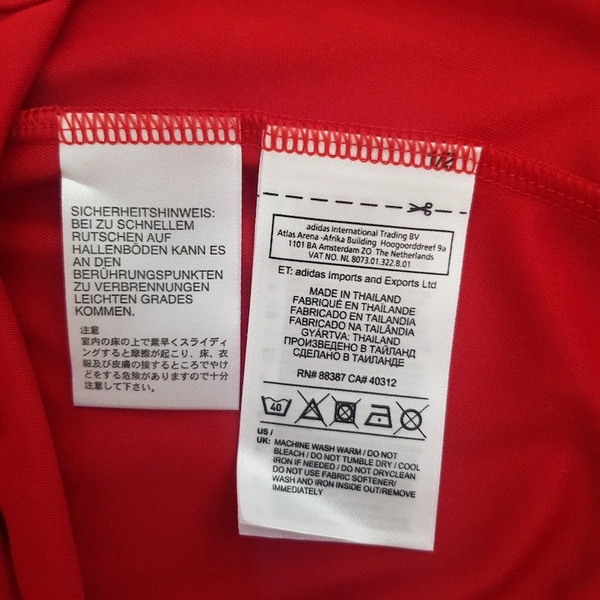 SICHERHEITSHINWEIS:
BEI ZU SCHNELLEM
RUTSCHEN AUF
HALLENBÖDEN KANN ES
AN DEN
BERÜHRUNGSPUNKTEN
ZU VERBRENNUNGEN
LEICHTEN GRADES
KOMMEN.
注意
室内の床の上で素早くスライディ
ングすると摩擦が起こり、床、衣
服及び皮膚の接するところでやけ
どをする危険がありますので十分
注意して下さい。
adidas International Trading BV
Atlas Arena -Afrika Building Hoogoorddreef 9a
1101 BA Amsterdam ZO The Netherlands
VAT NO. NL 8073.01.322.B.01
ET: adidas Imports and Exports Ltd
MADE IN THAILAND
FABRIQUÉ EN THAÏLANDE
FABRICADO EN TAILANDIA
FABRICADO NA TAILÂNDIA
GYÁRTVA: THAILAND
ПРОИЗВЕДЕНО В ТАЙЛАНД
СДЕЛАНО В ТАИЛАНДЕ
RN# 88387 CA# 40312
40
US /
UK: MACHINE WASH WARM / DO NOT
BLEACH / DO NOT TUMBLE DRY / COOL
IRON IF NEEDED / DO NOT DRYCLEAN
DO NOT USE FABRIC SOFTENER/
WASH AND IRON INSIDE OUT/REMOVE
IMMEDIATELY